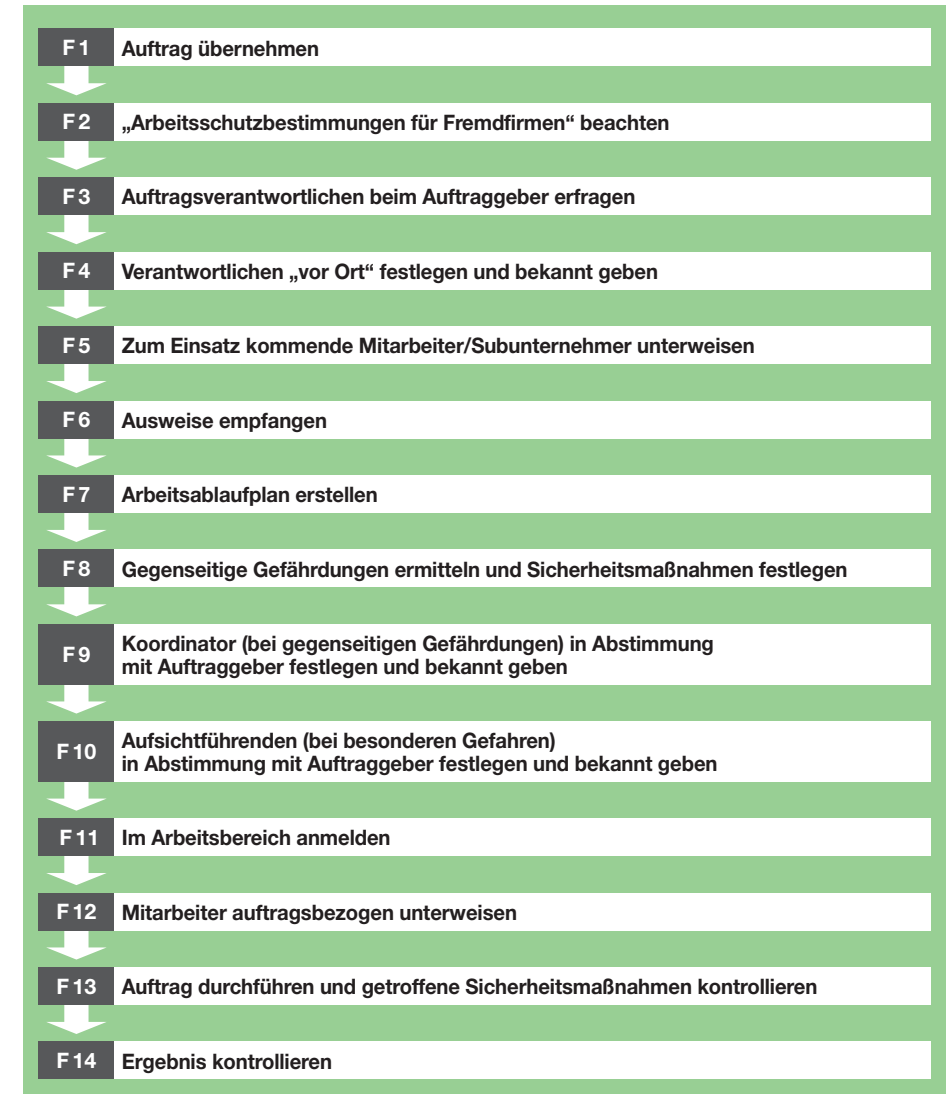 F 1 Auftrag übernehmen
F 2 „Arbeitsschutzbestimmungen für Fremdfirmen“ beachten
F 3 Auftragsverantwortlichen beim Auftraggeber erfragen
F 4 Verantwortlichen „vor Ort“ festlegen und bekannt geben
F 5 Zum Einsatz kommende Mitarbeiter/Subunternehmer unterweisen
F 6 Ausweise empfangen
F 7 Arbeitsablaufplan erstellen
F 8 Gegenseitige Gefährdungen ermitteln und Sicherheitsmaßnahmen festlegen
F 9 Koordinator (bei gegenseitigen Gefährdungen) in Abstimmung
mit Auftraggeber festlegen und bekannt geben
F 10 Aufsichtführenden (bei besonderen Gefahren)
in Abstimmung mit Auftraggeber festlegen und bekannt geben
F 11 Im Arbeitsbereich anmelden
F 12 Mitarbeiter auftragsbezogen unterweisen
F 13 Auftrag durchführen und getroffene Sicherheitsmaßnahmen kontrollieren
F 14 Ergebnis kontrollieren